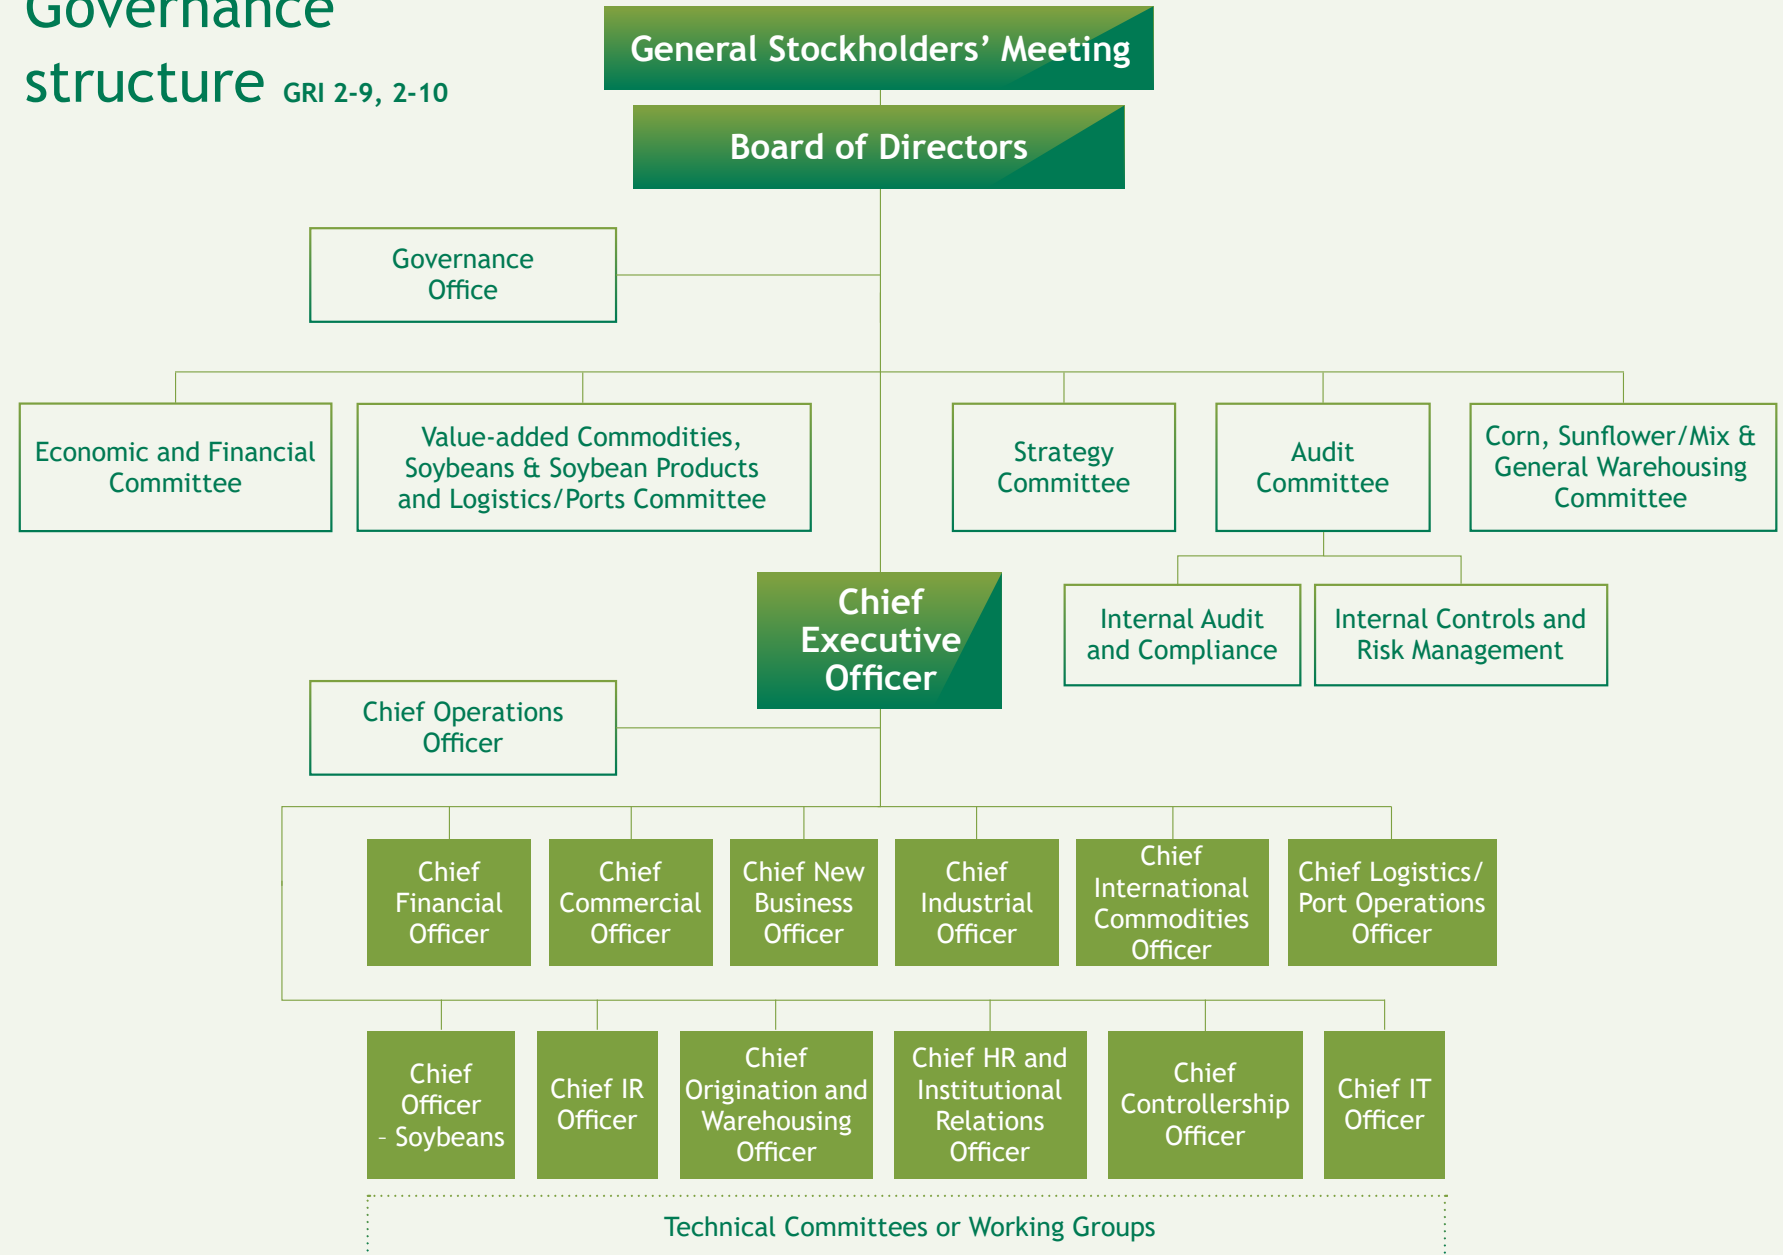 Governance
structure GRI 2-9, 2-10
General Stockholders’ Meeting
Board of Directors
Governance
Office
Economic and Financial
Committee
Value-added Commodities,
Soybeans & Soybean Products
and Logistics/Ports Committee
Strategy
Committee
Audit
Committee
Corn, Sunflower/Mix &
General Warehousing
Committee
Internal Audit
and Compliance
Internal Controls and
Risk Management
Chief
Executive
Officer
Chief Operations
Officer
Chief
Financial
Officer
Chief
Commercial
Officer
Chief New
Business
Officer
Chief
Industrial
Officer
Chief
International
Commodities
Officer
Chief Logistics/
Port Operations
Officer
Chief
Officer
– Soybeans
Chief IR
Officer
Chief
Origination and
Warehousing
Officer
Chief HR and
Institutional
Relations
Officer
Chief
Controllership
Officer
Chief IT
Officer
Technical Committees or Working Groups